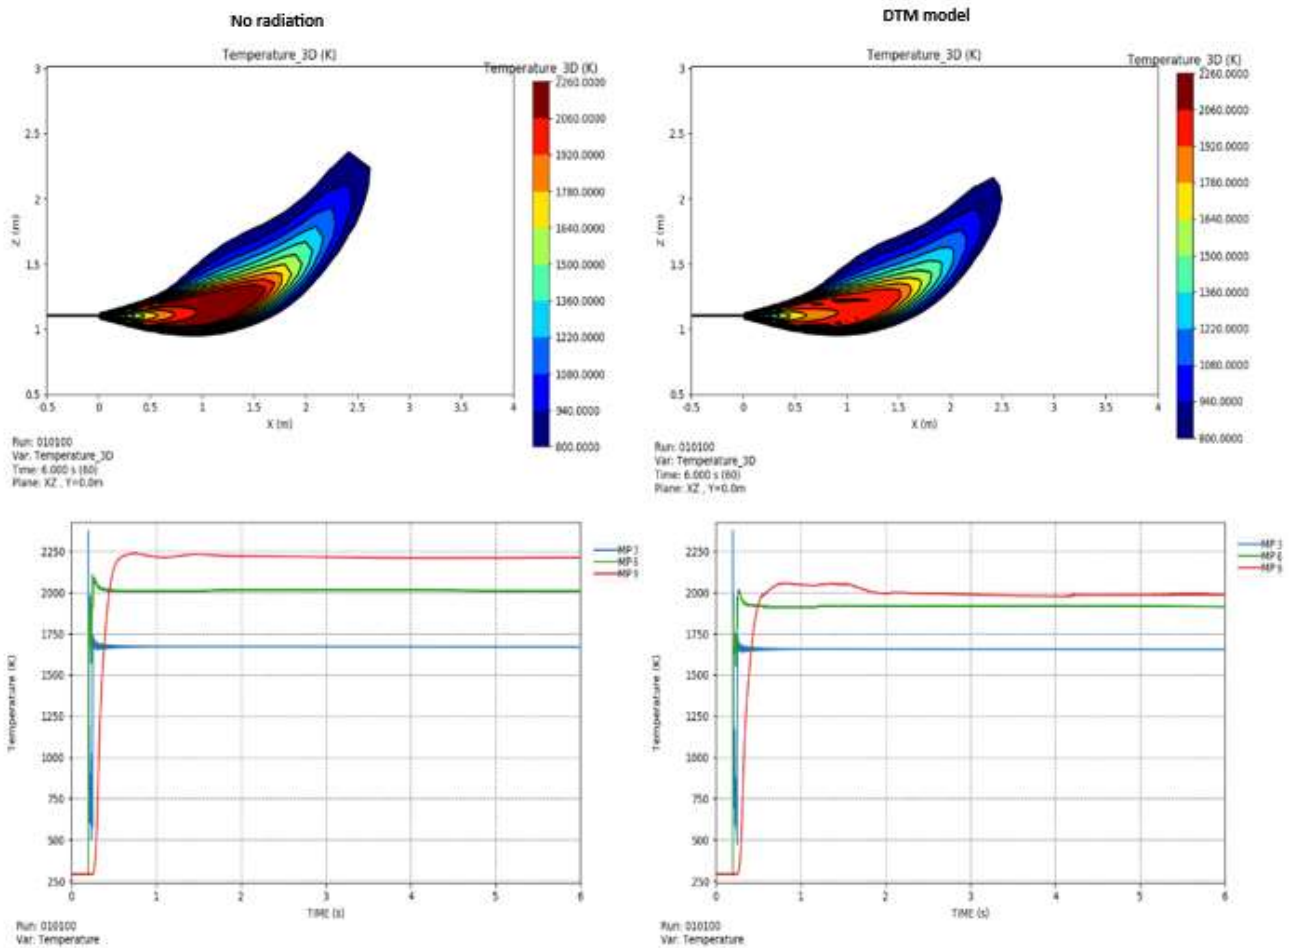 No radiation
DTM model
Temperature_3D (K)
Temperature_3D (K)
3
2.5
2
1.5
1
0.5
-0.5
0
0.5
1
1.5
2
2.5
3
3.5
4
Z (m)
X (m)
2260.0000
2060.0000
1920.0000
1780.0000
1640.0000
1500.0000
1360.0000
1220.0000
1080.0000
940.0000
800.0000
Run: 010100
Var: Temperature_3D
Time: 6.000 s (60)
Plane: XZ , Y=0.0m
Temperature_3D (K)
Temperature_3D (K)
3
2.5
2
1.5
1
0.5
-0.5
0
0.5
1
1.5
2
2.5
3
3.5
4
Z (m)
X (m)
2260.0000
2060.0000
1920.0000
1780.0000
1640.0000
1500.0000
1360.0000
1220.0000
1080.0000
940.0000
800.0000
Run: 010100
Var: Temperature_3D
Time: 6.000 s (60)
Plane: XZ , Y=0.0m
2250
2000
1750
1500
1250
1000
750
500
250
0
1
2
3
4
5
6
Temperature (K)
TIME (s)
MP 6
MP 9
Run: 010100
Var: Temperature
2250
2000
1750
1500
1250
1000
750
500
250
0
1
2
3
4
5
6
Temperature (K)
TIME (s)
MP 6
MP 9
Run: 010100
Var: Temperature